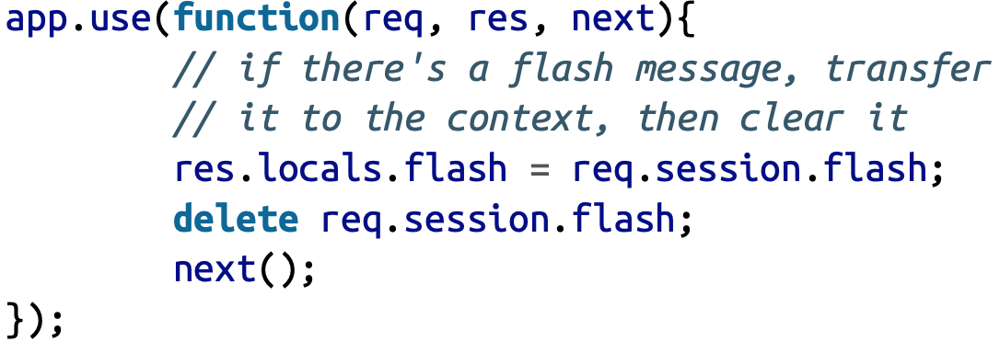 app.use(function(req, res, next){
        // if there's a flash message, transfer
        // it to the context, then clear it
        res.locals.flash = req.session.flash;
        delete req.session.flash;
        next();
});